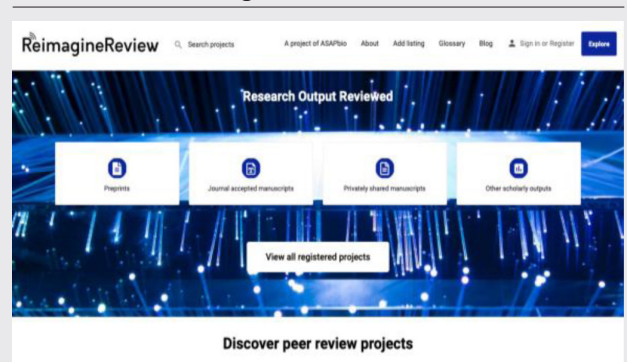 ReimagineReview Search projects A project of ASAPbio About Add listing Glossary Blog Sign in or Register Explore
Research Output Reviewed
Preprints Journal accepted manuscripts Privately shared manuscripts Other scholarly outputs
View all registered projects
Discover peer review projects